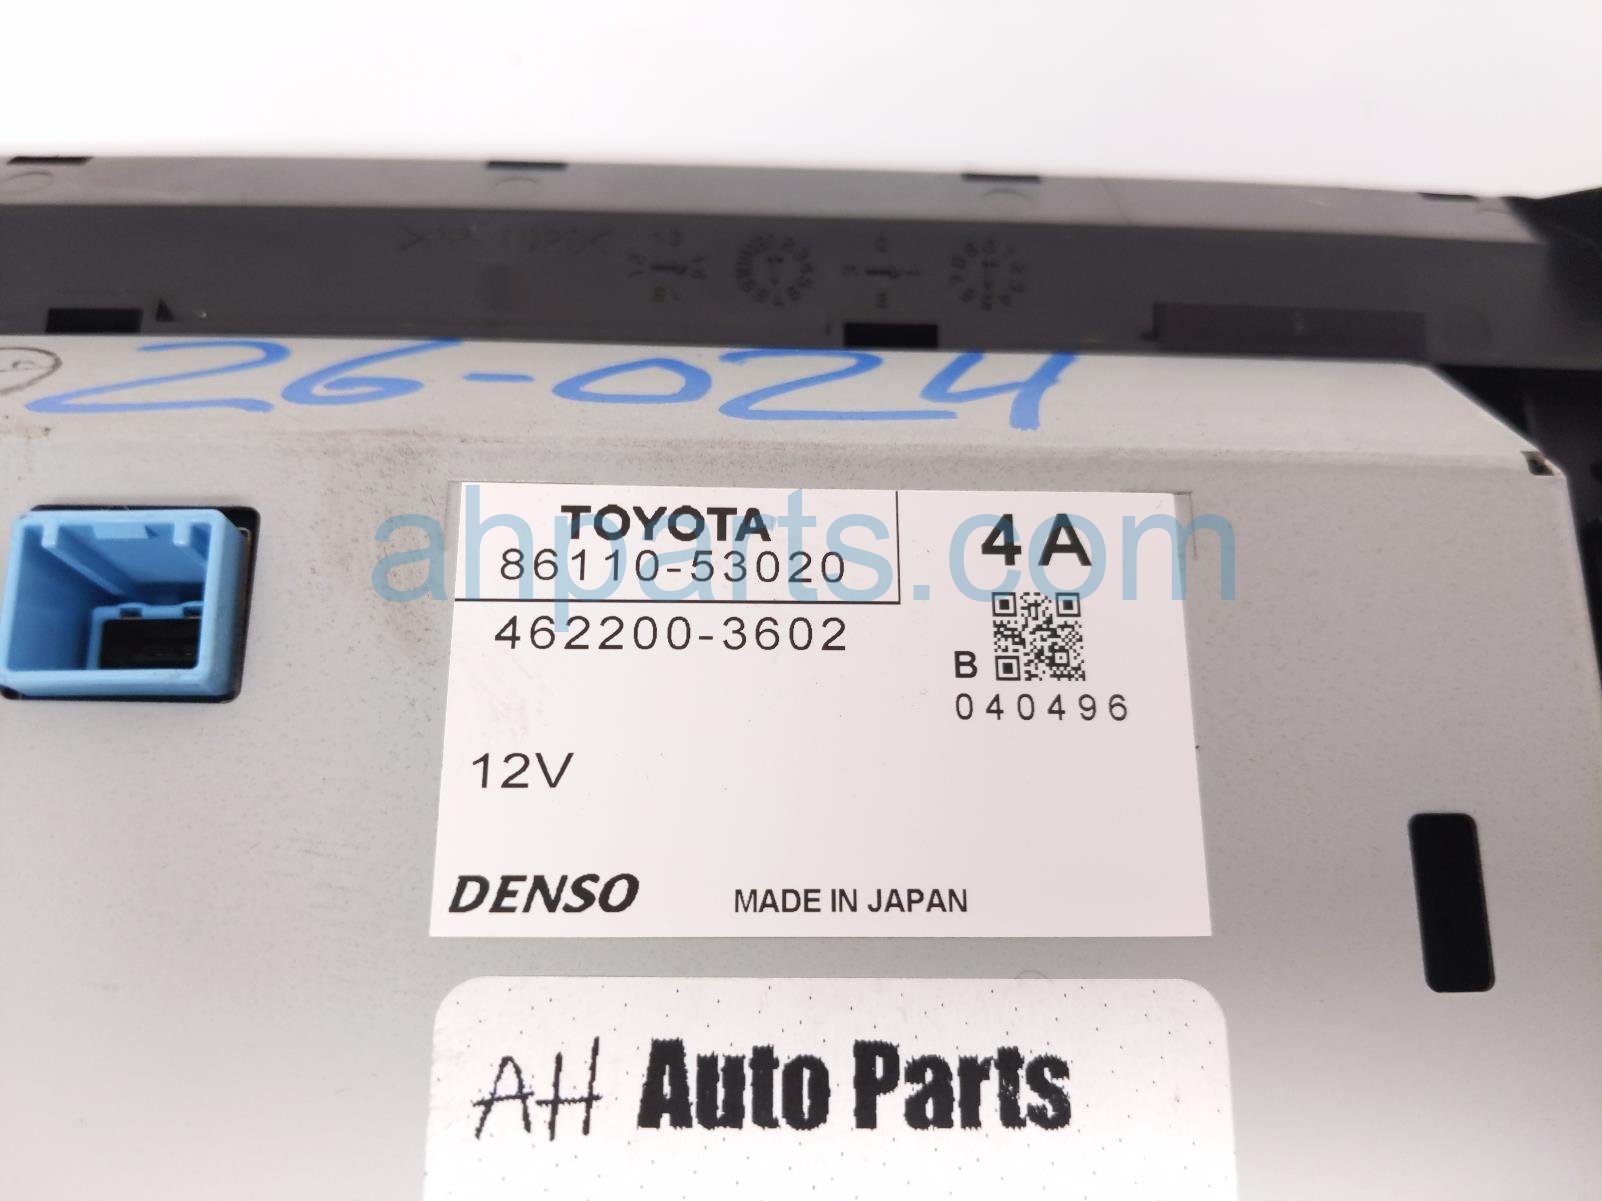 26-024
TOYOTA
86110-53020
4A
462200-3602
B
040496
12V
DENSO
MADE IN JAPAN
ahparts.com
AH Auto Parts